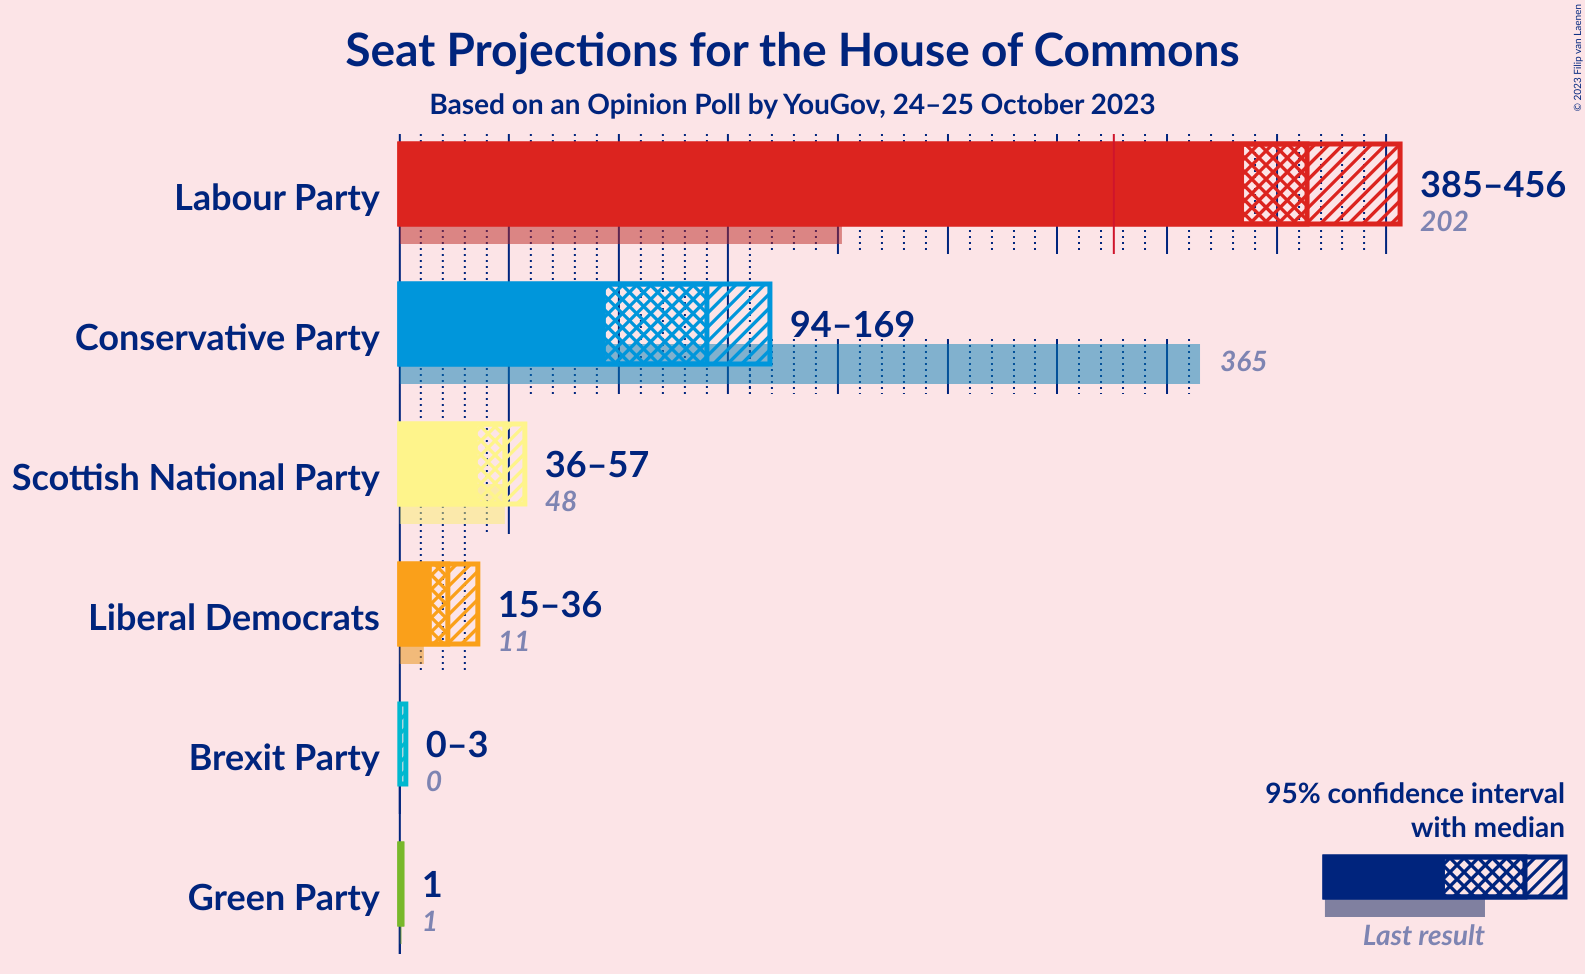 Seat Projections for the House of Commons
Based on an Opinion Poll by YouGov, 24–25 October 2023
© 2023 Filip van Laenen
Labour Party
385–456
202
Conservative Party
94–169
365
Scottish National Party
36–57
48
Liberal Democrats
15–36
11
Brexit Party
0–3
0
Green Party
1
1
95% confidence interval
with median
Last result